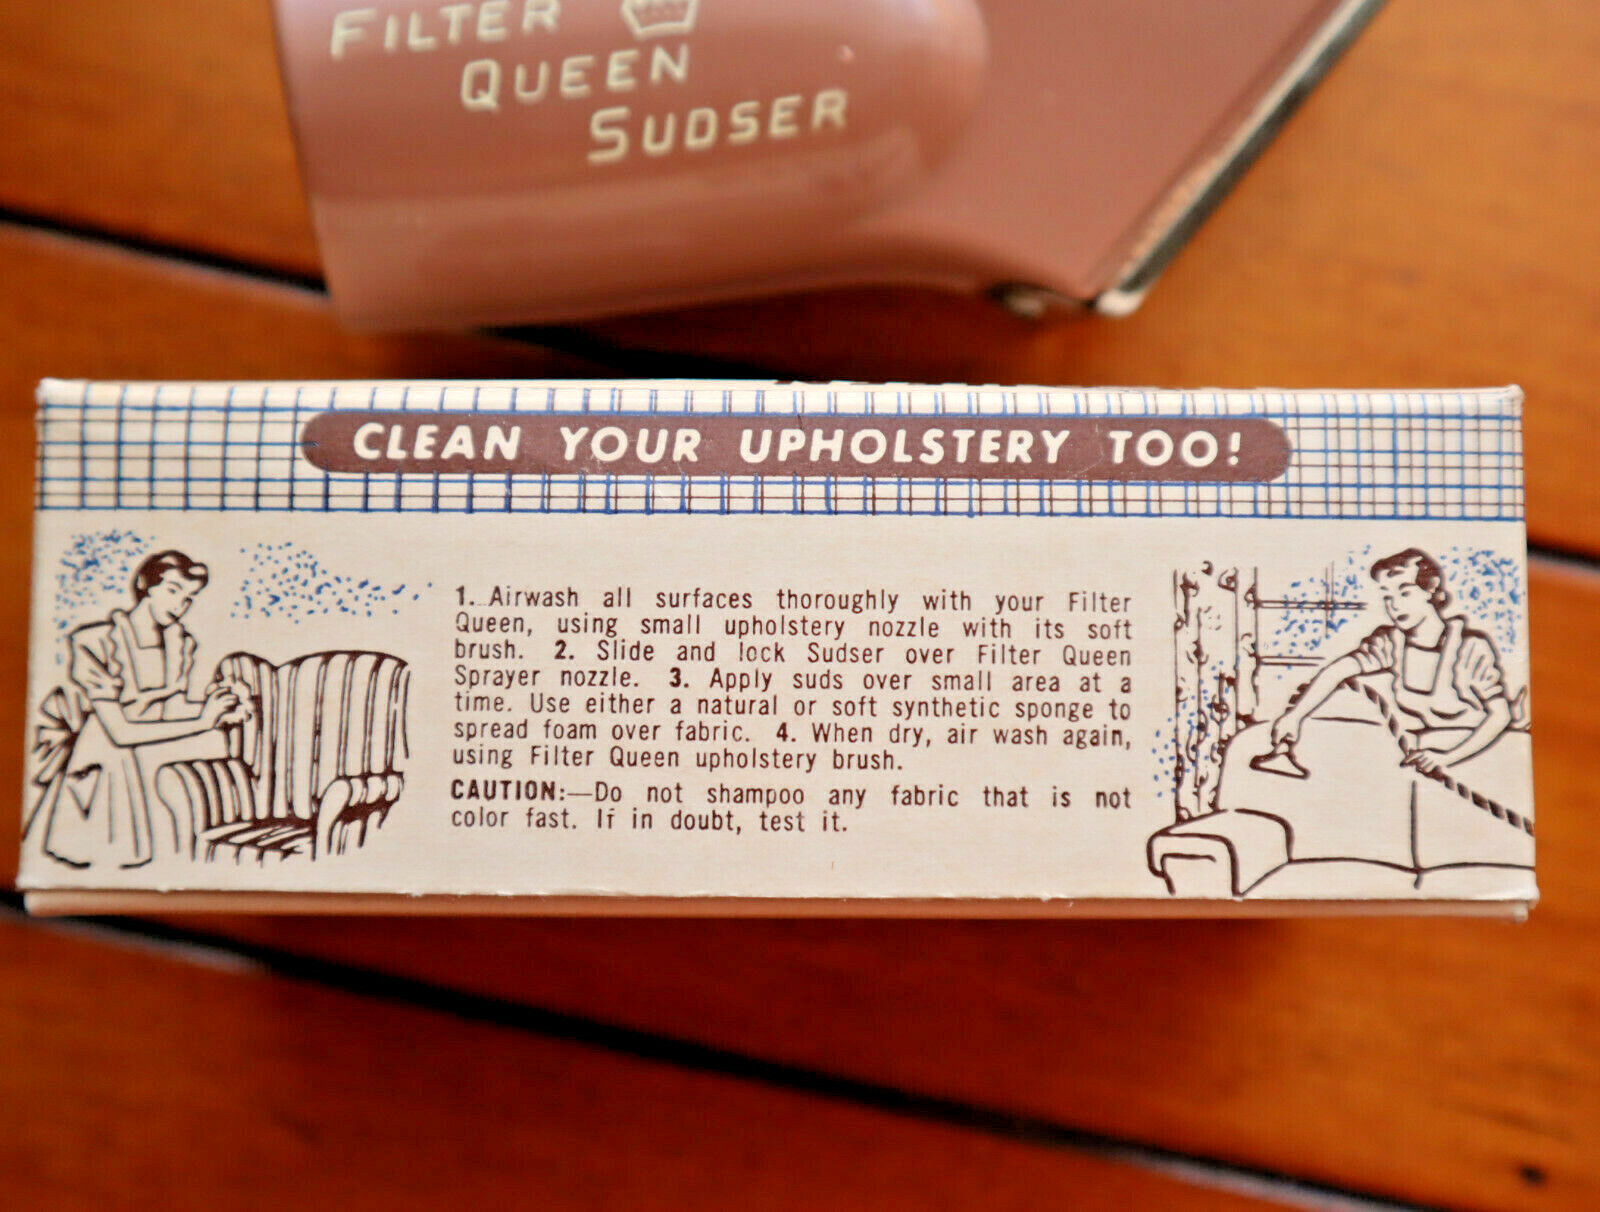 FILTER
QUEEN
SUDSER
CLEAN YOUR UPHOLSTERY TOO!
1. Airwash all surfaces thoroughly with your Filter
Queen, using small upholstery nozzle with its soft
brush. 2. Slide and lock Sudser over Filter Queen
Sprayer nozzle. 3. Apply suds over small area at a
time. Use either a natural or soft synthetic sponge to
spread foam over fabric. 4. When dry, air wash again,
using Filter Queen upholstery brush.
CAUTION:—Do not shampoo any fabric that is not
color fast. If in doubt, test it.